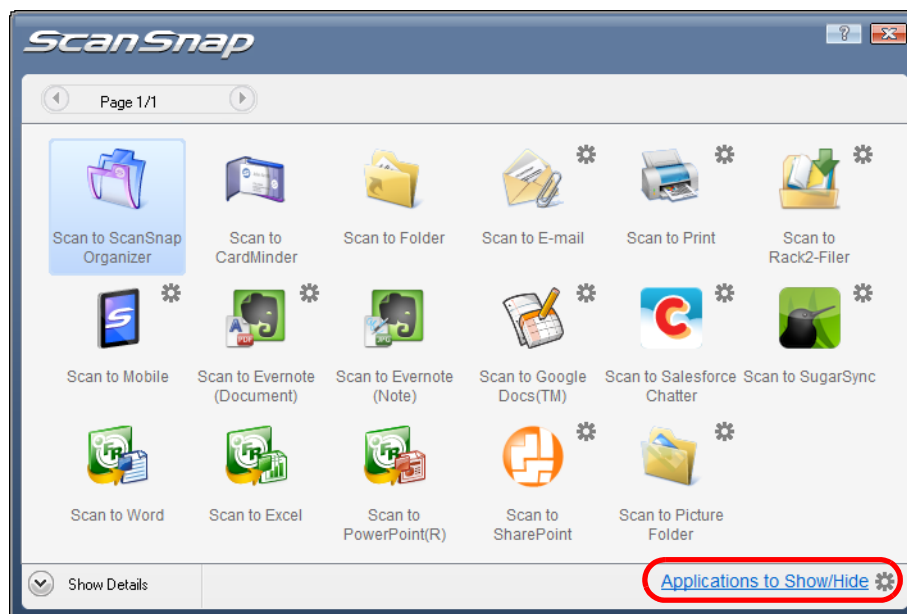 ScanSnap
?
Page 1/1
Scan to ScanSnap
Organizer
Scan to
CardMinder
Scan to Folder
Scan to E-mail
Scan to Print
Scan to
Rack2-Filer
Scan to Mobile
Scan to Evernote
(Document)
Scan to Evernote
(Note)
Scan to Google
Docs(TM)
Scan to Salesforce
Chatter
Scan to SugarSync
Scan to Word
Scan to Excel
Scan to
PowerPoint(R)
Scan to
SharePoint
Scan to Picture
Folder
Show Details
Applications to Show/Hide